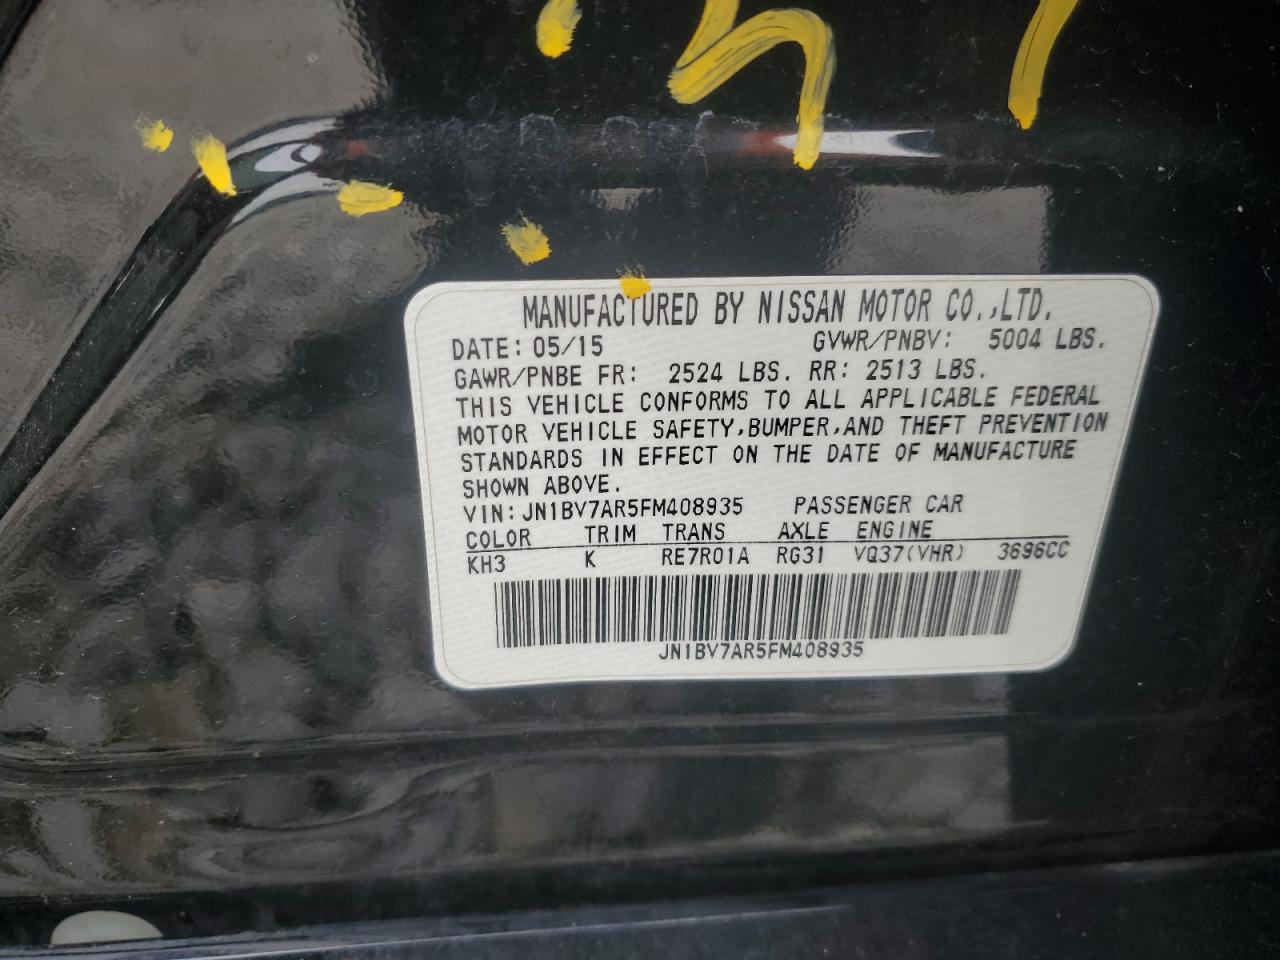 MANUFACTURED BY NISSAN MOTOR CO.,LTD.
DATE: 05/15 GVWR/PNBV: 5004 LBS.
GAWR/PNBE FR: 2524 LBS. RR: 2513 LBS.
THIS VEHICLE CONFORMS TO ALL APPLICABLE FEDERAL
MOTOR VEHICLE SAFETY,BUMPER,AND THEFT PREVENTION
STANDARDS IN EFFECT ON THE DATE OF MANUFACTURE
SHOWN ABOVE.
VIN: JN1BV7AR5FM408935 PASSENGER CAR
COLOR TRIM TRANS AXLE ENGINE
KH3 K RE7R01A RG31 VQ37(VHR) 3696CC
JN1BV7AR5FM408935